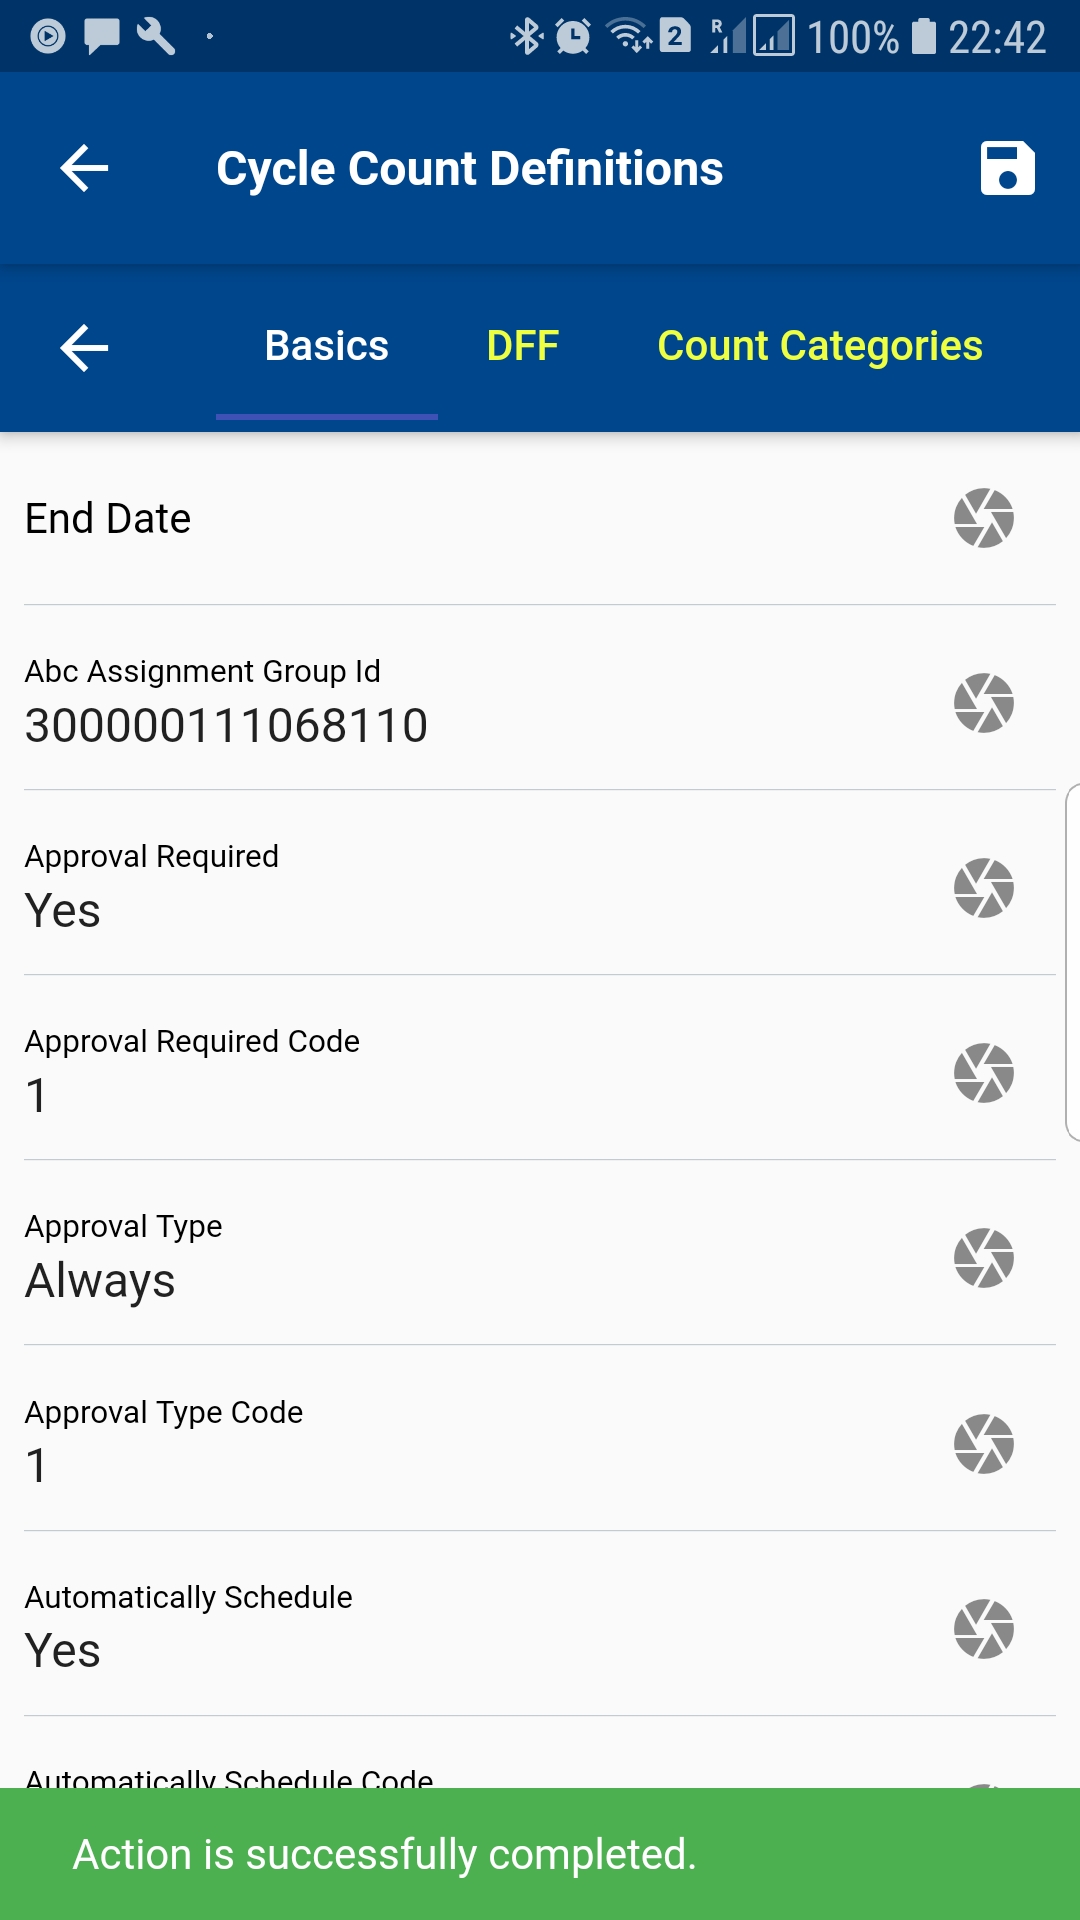 2 R 100% 22:42
Cycle Count Definitions
Basics DFF Count Categories
End Date
Abc Assignment Group Id
300000111068110
Approval Required
Yes
Approval Required Code
1
Approval Type
Always
Approval Type Code
1
Automatically Schedule
Yes
Automatically Schedule Code
Action is successfully completed.